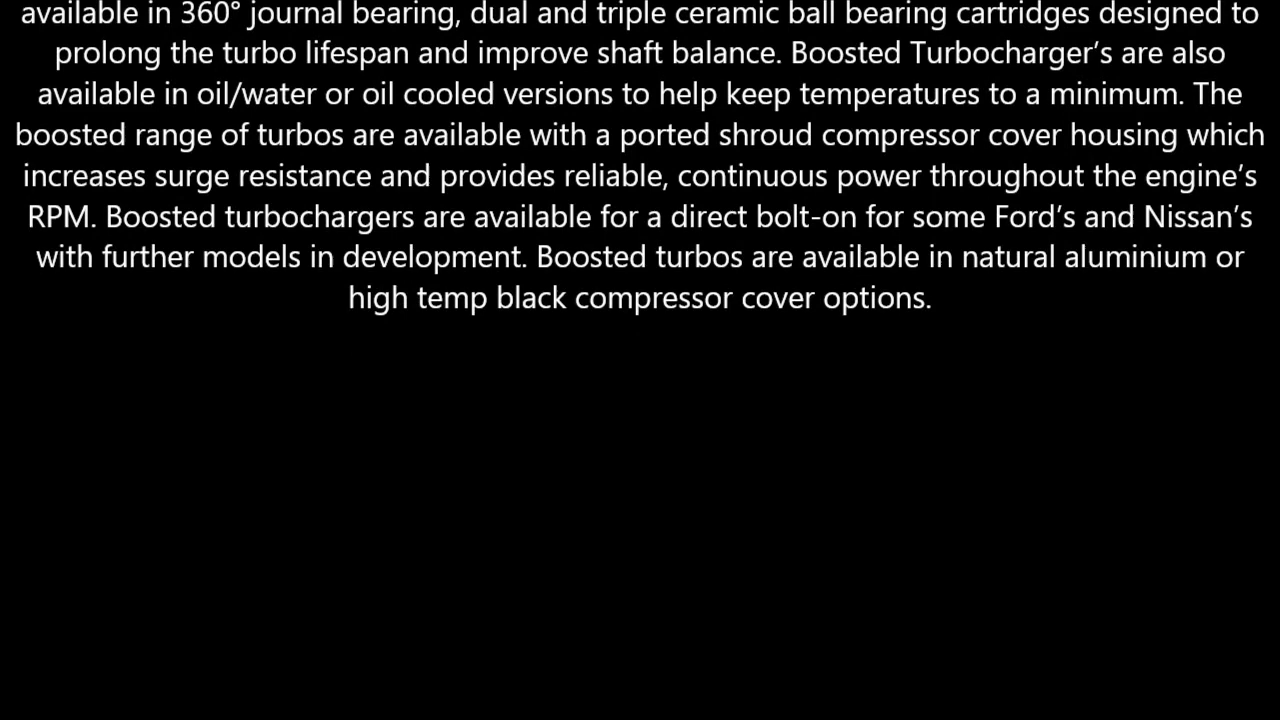 available in 360° journal bearing, dual and triple ceramic ball bearing cartridges designed to
prolong the turbo lifespan and improve shaft balance. Boosted Turbocharger’s are also
available in oil/water or oil cooled versions to help keep temperatures to a minimum. The
boosted range of turbos are available with a ported shroud compressor cover housing which
increases surge resistance and provides reliable, continuous power throughout the engine’s
RPM. Boosted turbochargers are available for a direct bolt-on for some Ford’s and Nissan’s
with further models in development. Boosted turbos are available in natural aluminium or
high temp black compressor cover options.